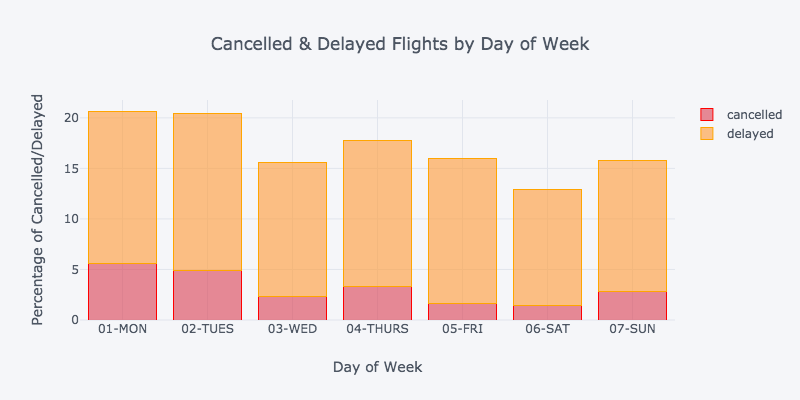 Cancelled & Delayed Flights by Day of Week
Percentage of Cancelled/Delayed
20
15
10
5
0
01-MON 02-TUES 03-WED 04-THURS 05-FRI 06-SAT 07-SUN
Day of Week
cancelled
delayed